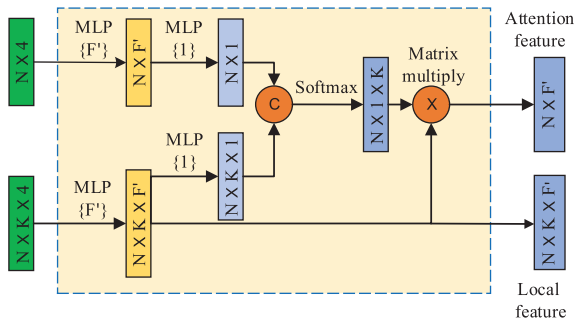 N X 4
MLP
{F'}
N X F'
MLP
{1}
N X 1
C
Softmax
N X 1 X K
Matrix
multiply
X
Attention
feature
N X F'
N X K X 4
MLP
{F'}
N X K X F'
MLP
{1}
N X K X 1
N X K X F'
Local
feature